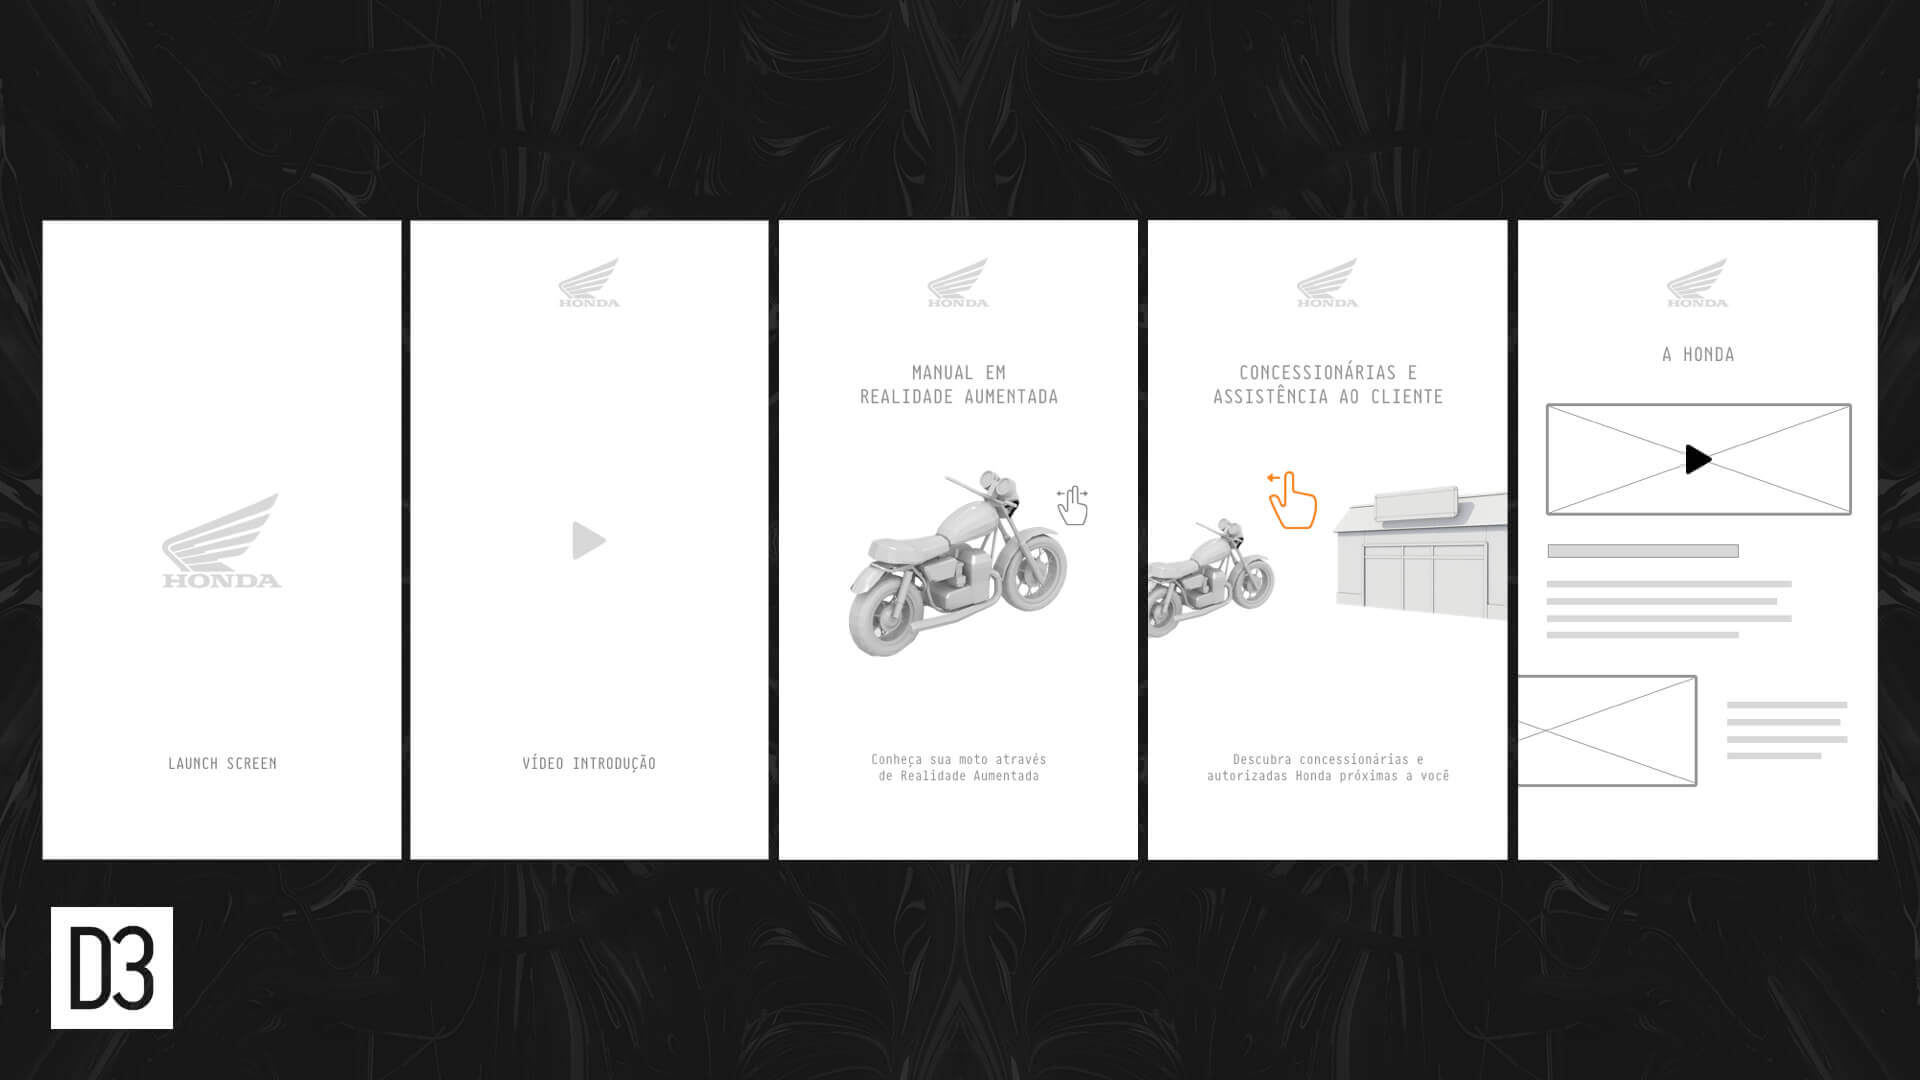 HONDA
LAUNCH SCREEN
HONDA
VÍDEO INTRODUÇÃO
HONDA
MANUAL EM
REALIDADE AUMENTADA
Conheça sua moto através
de Realidade Aumentada
HONDA
CONCESSIONÁRIAS E
ASSISTÊNCIA AO CLIENTE
Descubra concessionárias e
autorizadas Honda próximas a você
HONDA
A HONDA
D3